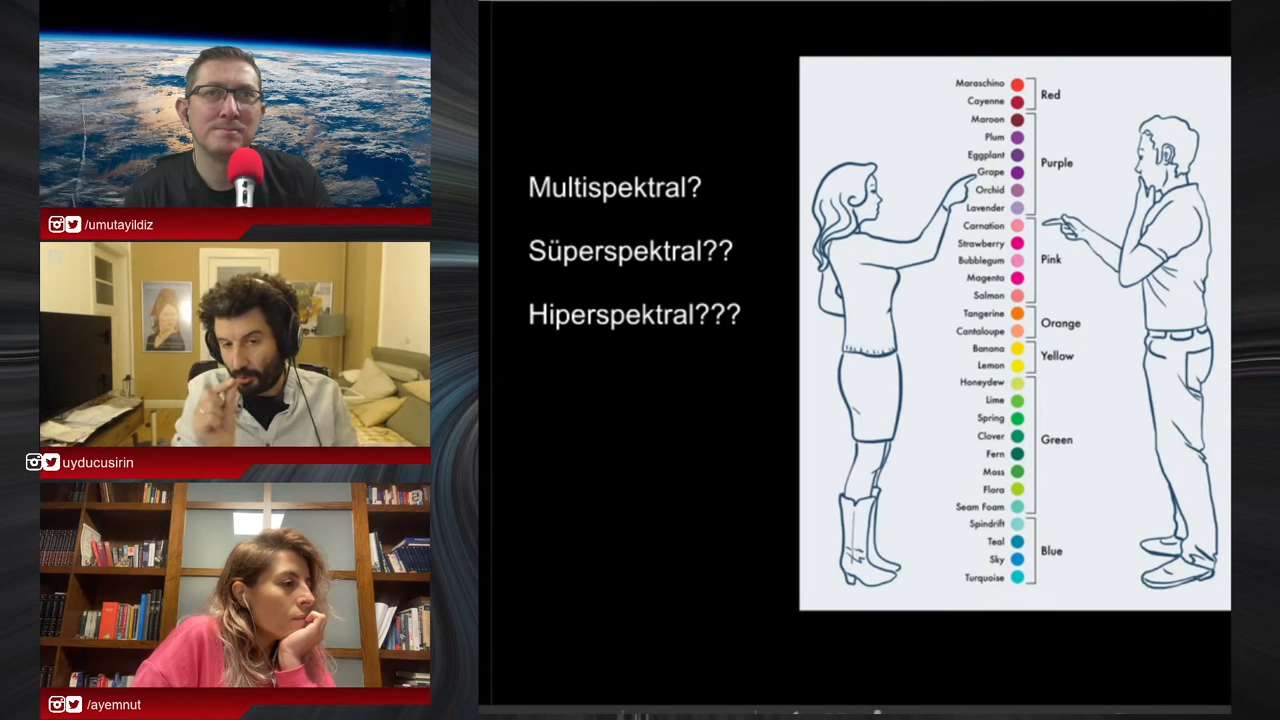 /umutayildiz
uyducusirin
/ayemnut
Multispektral?
Süperspektral??
Hiperspektral???
Maraschino
Cayenne
Maroon
Plum
Eggplant
Grape
Orchid
Lavender
Carnation
Strawberry
Bubblegum
Magenta
Salmon
Tangerine
Cantaloupe
Banana
Lemon
Honeydew
Lime
Spring
Clover
Fern
Moss
Flora
Seam Foam
Spindrift
Teal
Sky
Turquoise
Red
Purple
Pink
Orange
Yellow
Green
Blue